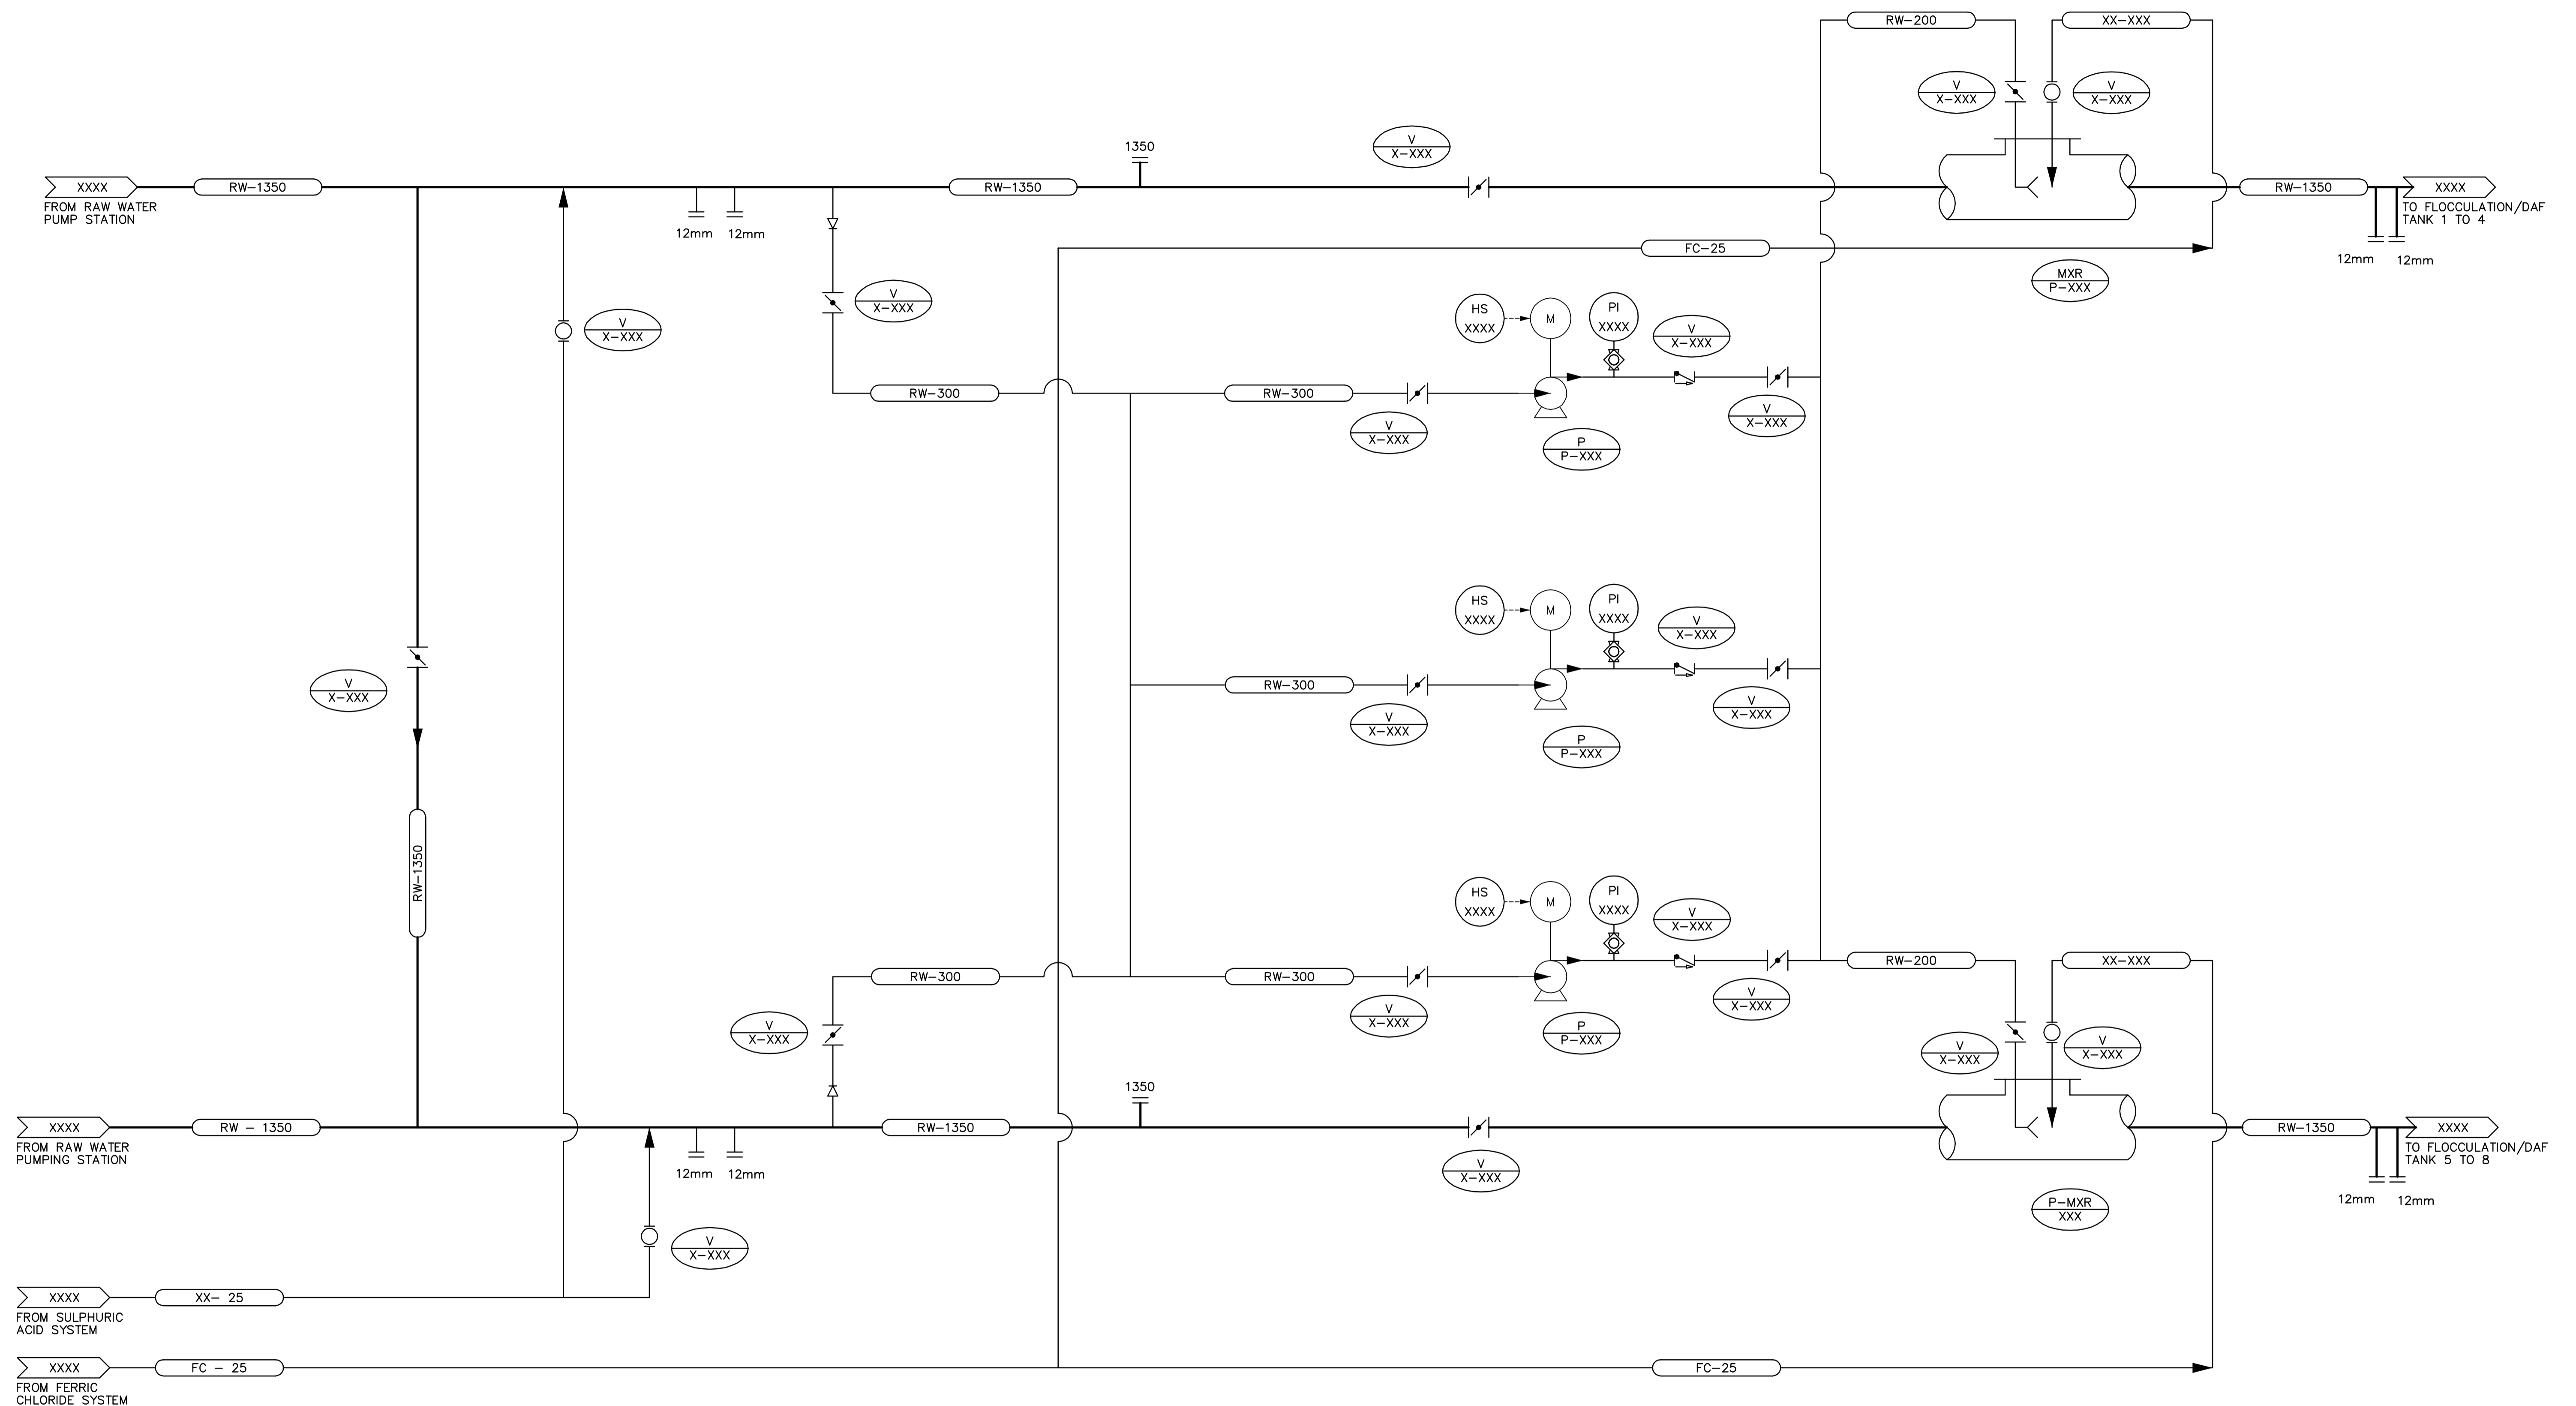 RW-200
XX-XXX
V
X-XXX
V
X-XXX
1350
V
X-XXX
XXXX
RW-1350
RW-1350
RW-1350
XXXX
FROM RAW WATER
PUMP STATION
TO FLOCCULATION/DAF
TANK 1 TO 4
12mm
12mm
12mm
12mm
FC-25
MXR
P-XXX
V
X-XXX
V
X-XXX
HS
XXXX
M
PI
XXXX
V
X-XXX
RW-300
RW-300
V
X-XXX
V
X-XXX
P
P-XXX
HS
XXXX
M
PI
XXXX
V
X-XXX
V
X-XXX
RW-300
V
X-XXX
V
X-XXX
P
P-XXX
RW-1350
HS
XXXX
M
PI
XXXX
V
X-XXX
RW-200
XX-XXX
RW-300
RW-300
V
X-XXX
V
X-XXX
V
X-XXX
P
P-XXX
V
X-XXX
V
X-XXX
1350
XXXX
RW - 1350
RW-1350
RW-1350
XXXX
FROM RAW WATER
PUMPING STATION
TO FLOCCULATION/DAF
TANK 5 TO 8
12mm
12mm
V
X-XXX
12mm
12mm
P-MXR
XXX
V
X-XXX
XXXX
XX- 25
FROM SULPHURIC
ACID SYSTEM
XXXX
FC - 25
FC-25
FROM FERRIC
CHLORIDE SYSTEM